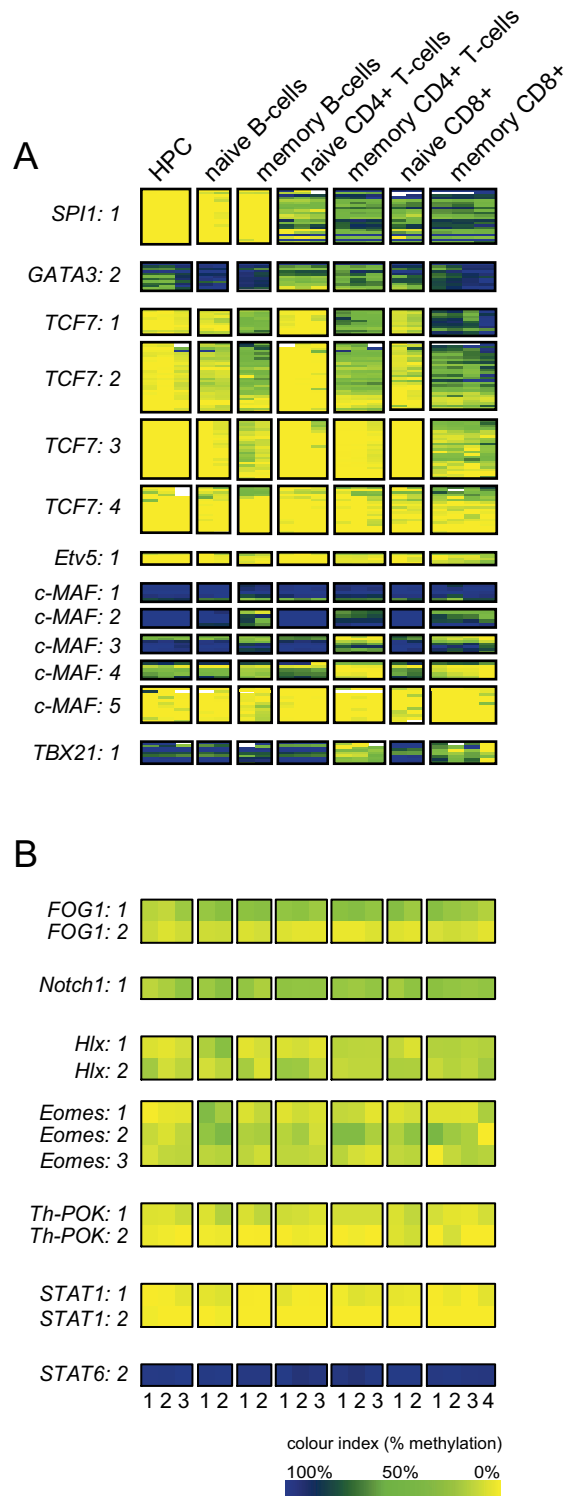 A
HPC
naive B-cells
memory B-cells
naive CD4+ T-cells
memory CD4+ T-cells
naive CD8+
memory CD8+
SPI1: 1
GATA3: 2
TCF7: 1
TCF7: 2
TCF7: 3
TCF7: 4
Etv5: 1
c-MAF: 1
c-MAF: 2
c-MAF: 3
c-MAF: 4
c-MAF: 5
TBX21: 1
B
FOG1: 1
FOG1: 2
Notch1: 1
Hlx: 1
Hlx: 2
Eomes: 1
Eomes: 2
Eomes: 3
Th-POK: 1
Th-POK: 2
STAT1: 1
STAT1: 2
STAT6: 2
1 2 3 1 2 1 2 1 2 3 1 2 3 1 2 1 2 3 4
colour index (% methylation)
100% 50% 0%